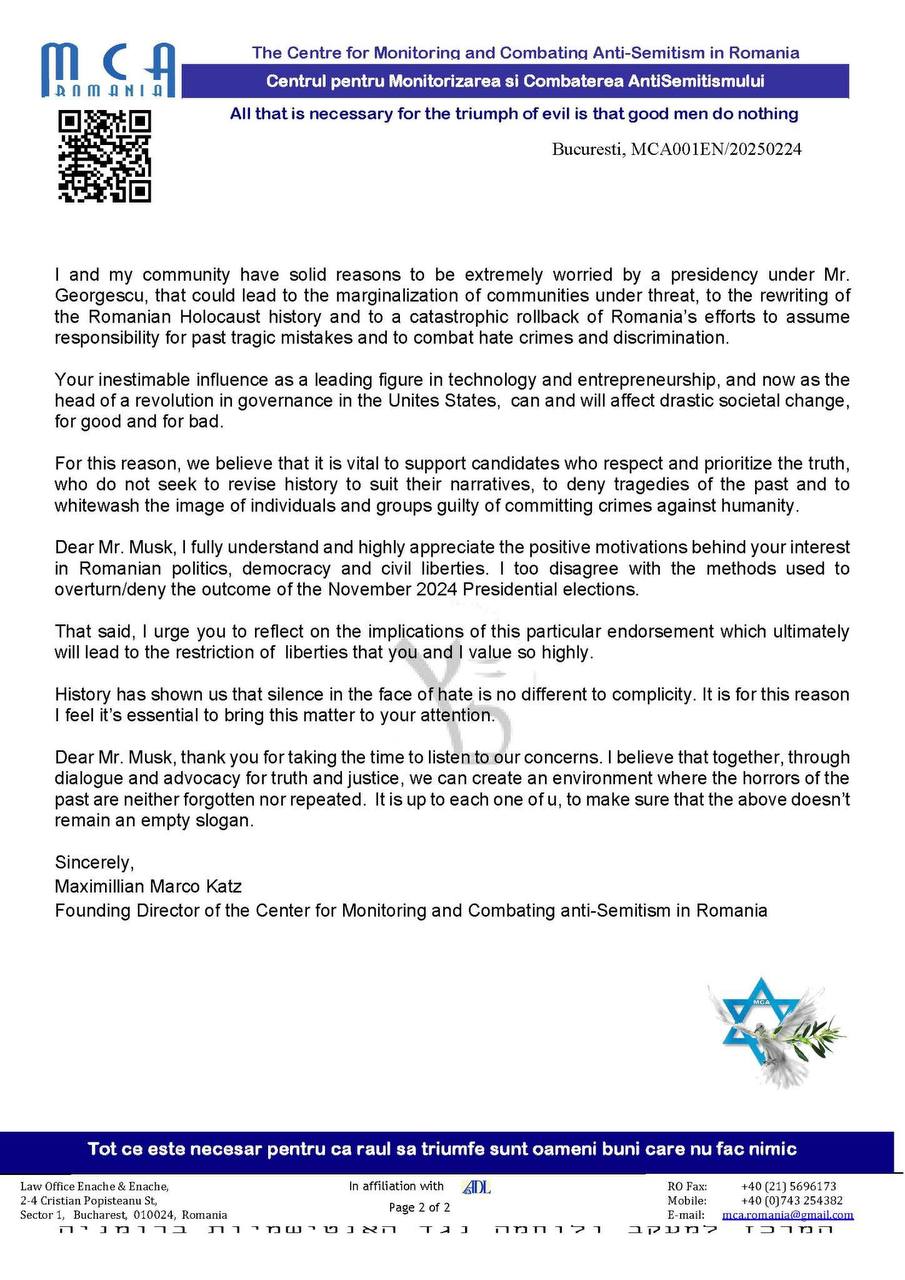 MCA
ROMANIA
The Centre for Monitoring and Combating Anti-Semitism in Romania
Centrul pentru Monitorizarea si Combaterea AntiSemitismului
All that is necessary for the triumph of evil is that good men do nothing
Bucuresti, MCA001EN/20250224
I and my community have solid reasons to be extremely worried by a presidency under Mr.
Georgescu, that could lead to the marginalization of communities under threat, to the rewriting of
the Romanian Holocaust history and to a catastrophic rollback of Romania's efforts to assume
responsibility for past tragic mistakes and to combat hate crimes and discrimination.
Your inestimable influence as a leading figure in technology and entrepreneurship, and now as the
head of a revolution in governance in the Unites States,  can and will affect drastic societal change,
for good and for bad.
For this reason, we believe that it is vital to support candidates who respect and prioritize the truth,
who do not seek to revise history to suit their narratives, to deny tragedies of the past and to
whitewash the image of individuals and groups guilty of committing crimes against humanity.
Dear Mr. Musk, I fully understand and highly appreciate the positive motivations behind your interest
in Romanian politics, democracy and civil liberties. I too disagree with the methods used to
overturn/deny the outcome of the November 2024 Presidential elections.
That said, I urge you to reflect on the implications of this particular endorsement which ultimately
will lead to the restriction of  liberties that you and I value so highly.
History has shown us that silence in the face of hate is no different to complicity. It is for this reason
I feel it's essential to bring this matter to your attention.
Dear Mr. Musk, thank you for taking the time to listen to our concerns. I believe that together, through
dialogue and advocacy for truth and justice, we can create an environment where the horrors of the
past are neither forgotten nor repeated.  It is up to each one of u, to make sure that the above doesn't
remain an empty slogan.
Sincerely,
Maximillian Marco Katz
Founding Director of the Center for Monitoring and Combating anti-Semitism in Romania
MCA
Tot ce este necesar pentru ca raul sa triumfe sunt oameni buni care nu fac nimic
Law Office Enache & Enache,
2-4 Cristian Popisteanu St,
Sector 1, Bucharest, 010024, Romania
In affiliation with ADL
Page 2 of 2
RO Fax: +40 (21) 5696173
Mobile: +40 (0)743 254382
E-mail: mca.romania@gmail.com